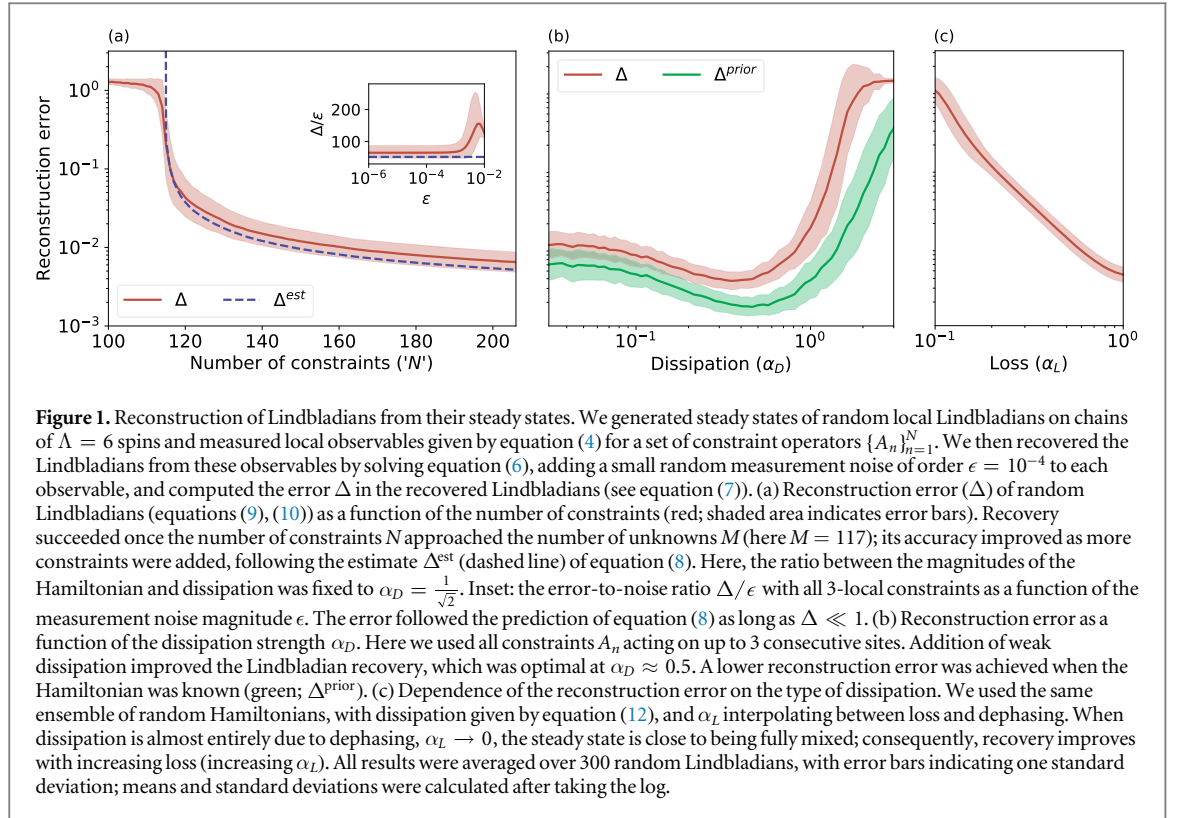 (a)
(b)
(c)
Reconstruction error
10⁰
10⁻¹
10⁻²
10⁻³
100
120
140
160
180
200
Number of constraints ('N')
Δ
Δᵉˢᵗ
Δ/ε
200
100
10⁻⁶
10⁻⁴
10⁻²
ε
Δ
Δᵖʳⁱᵒʳ
10⁻¹
10⁰
Dissipation (α_D)
10⁻¹
10⁰
Loss (α_L)
Figure 1. Reconstruction of Lindbladians from their steady states. We generated steady states of random local Lindbladians on chains
of Λ = 6 spins and measured local observables given by equation (4) for a set of constraint operators {Aₙ}ᴺₙ₌₁. We then recovered the
Lindbladians from these observables by solving equation (6), adding a small random measurement noise of order ϵ = 10⁻⁴ to each
observable, and computed the error Δ in the recovered Lindbladians (see equation (7)). (a) Reconstruction error (Δ) of random
Lindbladians (equations (9), (10)) as a function of the number of constraints (red; shaded area indicates error bars). Recovery
succeeded once the number of constraints N approached the number of unknowns M (here M = 117); its accuracy improved as more
constraints were added, following the estimate Δᵉˢᵗ (dashed line) of equation (8). Here, the ratio between the magnitudes of the
Hamiltonian and dissipation was fixed to α_D = 1/√2. Inset: the error-to-noise ratio Δ/ϵ with all 3-local constraints as a function of the
measurement noise magnitude ϵ. The error followed the prediction of equation (8) as long as Δ ≪ 1. (b) Reconstruction error as a
function of the dissipation strength α_D. Here we used all constraints Aₙ acting on up to 3 consecutive sites. Addition of weak
dissipation improved the Lindbladian recovery, which was optimal at α_D ≈ 0.5. A lower reconstruction error was achieved when the
Hamiltonian was known (green; Δᵖʳⁱᵒʳ). (c) Dependence of the reconstruction error on the type of dissipation. We used the same
ensemble of random Hamiltonians, with dissipation given by equation (12), and α_L interpolating between loss and dephasing. When
dissipation is almost entirely due to dephasing, α_L → 0, the steady state is close to being fully mixed; consequently, recovery improves
with increasing loss (increasing α_L). All results were averaged over 300 random Lindbladians, with error bars indicating one standard
deviation; means and standard deviations were calculated after taking the log.